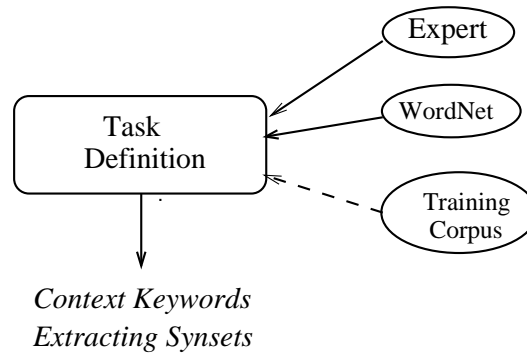 Expert
Task
Definition
WordNet
Training
Corpus
Context Keywords
Extracting Synsets